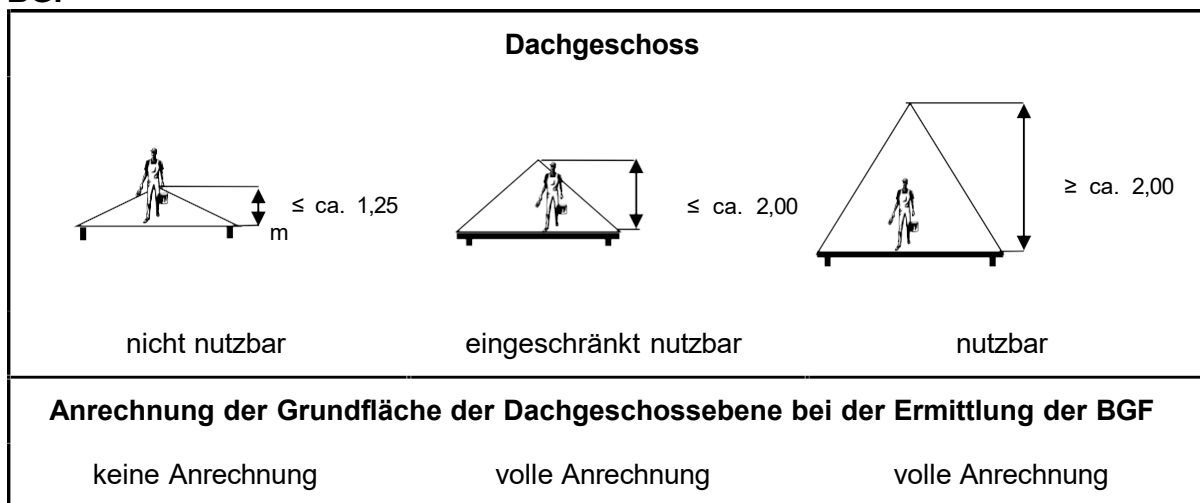 BGF
Dachgeschoss
≤ ca. 1,25
m
≤ ca. 2,00
≥ ca. 2,00
nicht nutzbar
eingeschränkt nutzbar
nutzbar
Anrechnung der Grundfläche der Dachgeschossebene bei der Ermittlung der BGF
keine Anrechnung
volle Anrechnung
volle Anrechnung